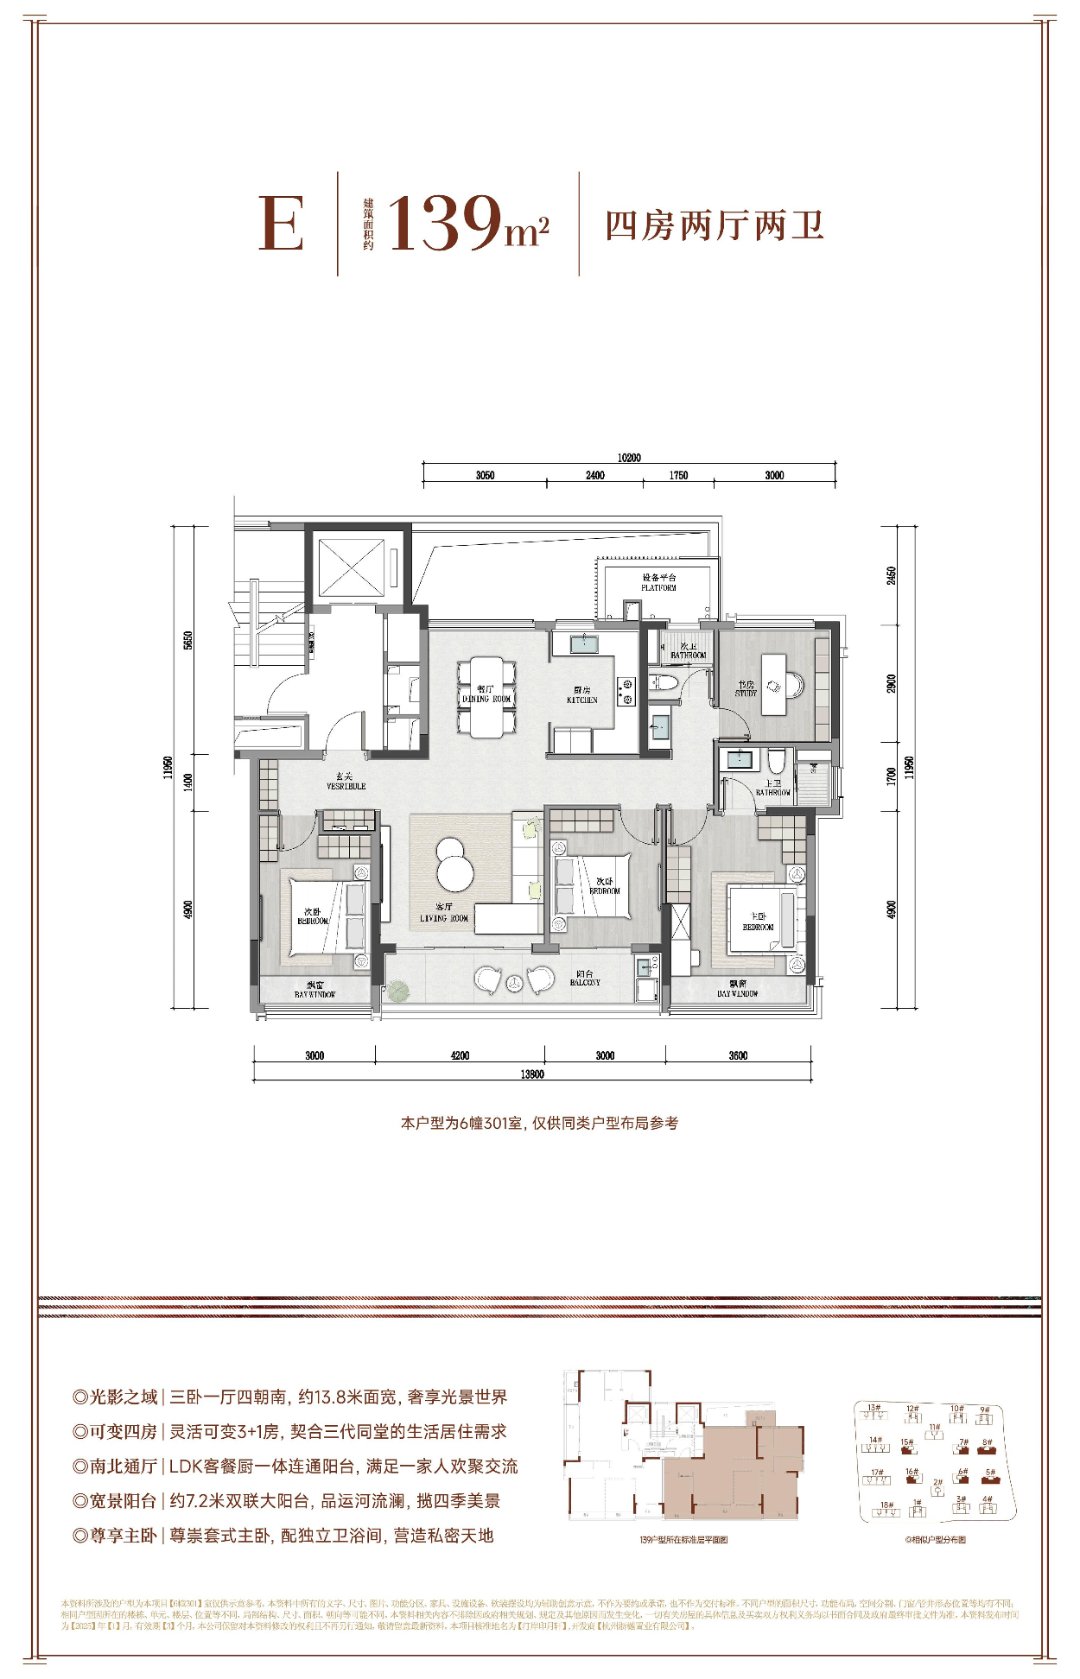 E
建筑面积约
139m²
四房两厅两卫
10200
3050 2400 1750 3000
设备平台
PLATFORM
2450
5650
2900
11950
1400
1700
11950
4900
4900
餐厅
DINING ROOM
厨房
KITCHEN
次卫
BATHROOM
书房
STUDY
玄关
VESRIBULE
主卫
BATHROOM
次卧
BEDROOM
客厅
LIVING ROOM
次卧
BEDROOM
主卧
BEDROOM
飘窗
BAYWINDOW
阳台
BALCONY
飘窗
BAYWINDOW
3000 4200 3000 3600
13800
本户型为6幢301室，仅供同类户型布局参考
◎光影之域|三卧一厅四朝南，约13.8米面宽，奢享光景世界
◎可变四房|灵活可变3+1房，契合三代同堂的生活居住需求
◎南北通厅|LDK客餐厨一体连通阳台，满足一家人欢聚交流
◎宽景阳台|约7.2米双联大阳台，品运河流澜，揽四季美景
◎尊享主卧|尊崇套式主卧，配独立卫浴间，营造私密天地
139户型所在标准层平面图
13# 12# 10# 9#
11#
14# 15# 7# 8#
17# 16# 2# 6# 5#
18# 1# 3# 4#
◎相似户型分布图